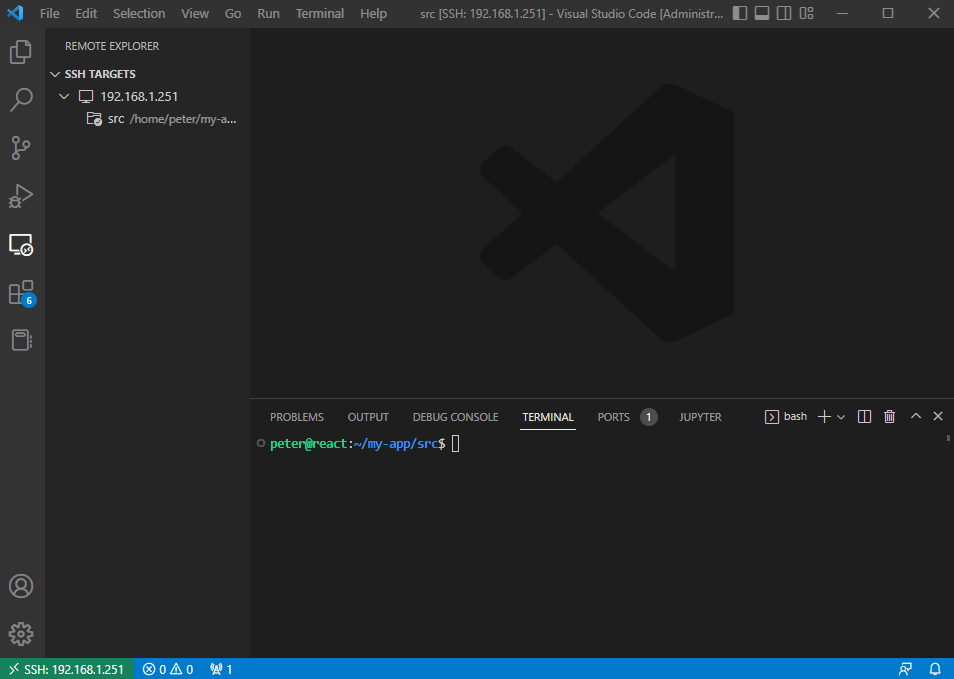 File Edit Selection View Go Run Terminal Help src [SSH: 192.168.1.251] - Visual Studio Code [Administr...
REMOTE EXPLORER
SSH TARGETS
192.168.1.251
src /home/peter/my-a...
6
PROBLEMS OUTPUT DEBUG CONSOLE TERMINAL PORTS 1 JUPYTER bash
peter@react:~/my-app/src$
SSH: 192.168.1.251 0 0 1